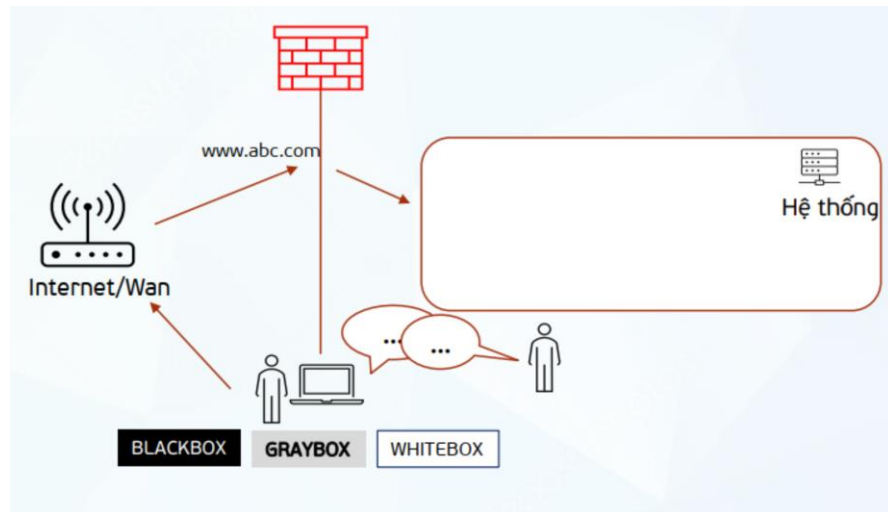 www.abc.com
Hệ thống
Internet/Wan
...
...
BLACKBOX
GRAYBOX
WHITEBOX